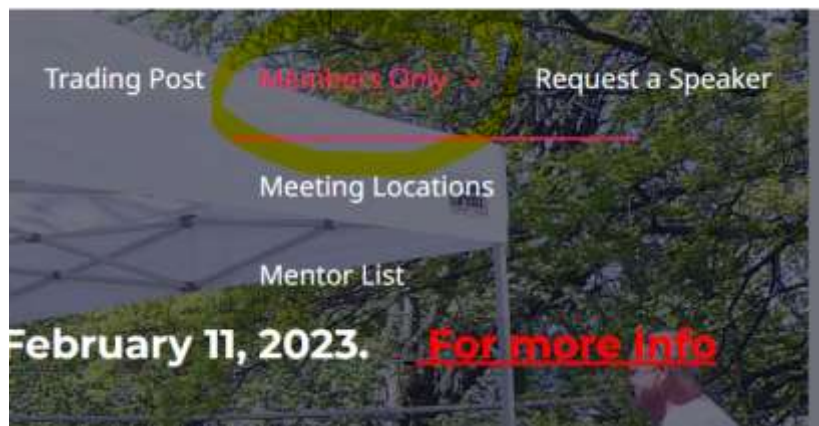 Trading Post Members Only Request a Speaker
Meeting Locations
Mentor List
February 11, 2023. For more info